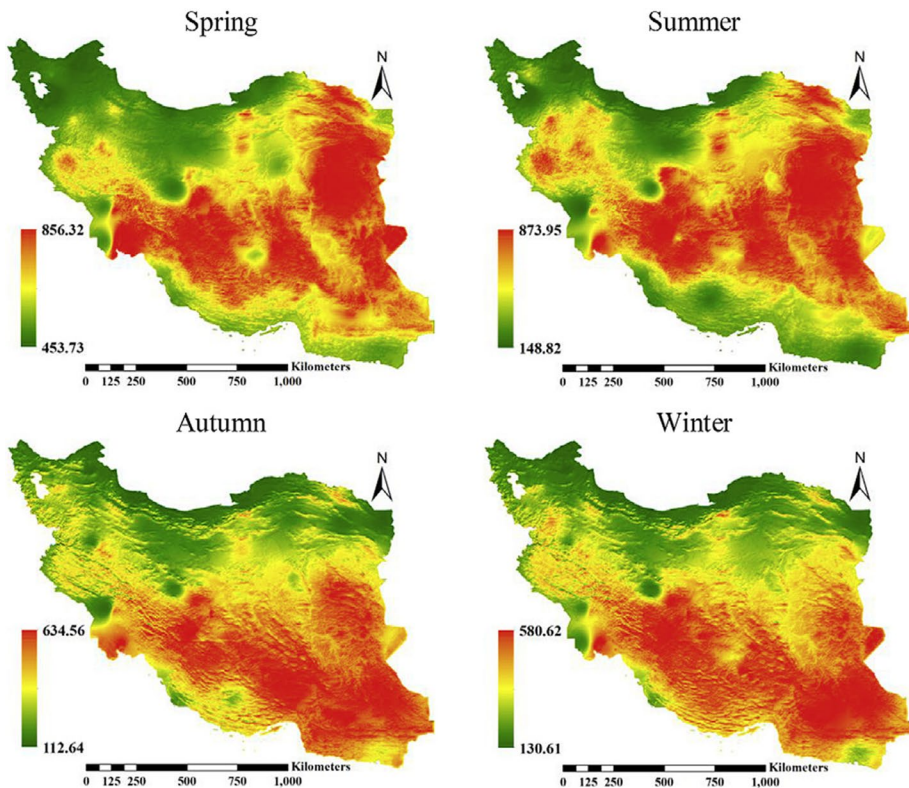 Spring
N
856.32
453.73
Kilometers
0 125 250 500 750 1,000
Summer
N
873.95
148.82
Kilometers
0 125 250 500 750 1,000
Autumn
N
634.56
112.64
Kilometers
0 125 250 500 750 1,000
Winter
N
580.62
130.61
Kilometers
0 125 250 500 750 1,000